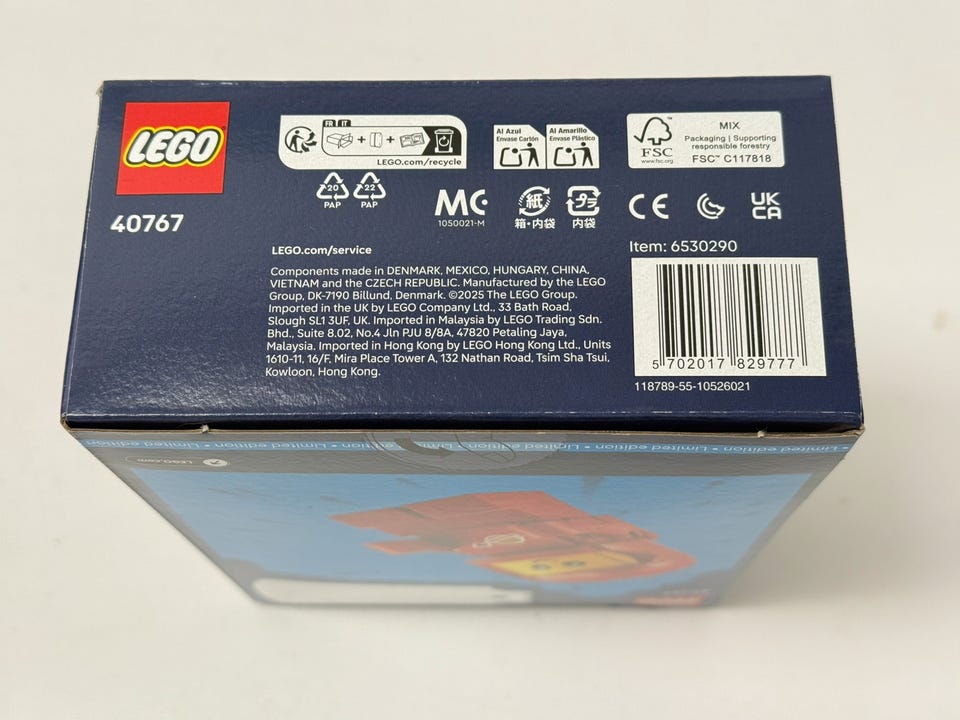 LEGO
40767
FR IT
LEGO.com/recycle
Al Azul
Envase Cartón
Al Amarillo
Envase Plástico
FSC™
www.fsc.org
MIX
Packaging | Supporting
responsible forestry
FSC™ C117818
20
PAP
22
PAP
1050021-M
紙
箱・内袋
プラ
内袋
CE
UK
CA
LEGO.com/service
Components made in DENMARK, MEXICO, HUNGARY, CHINA,
VIETNAM and the CZECH REPUBLIC. Manufactured by the LEGO
Group, DK-7190 Billund, Denmark. ©2025 The LEGO Group.
Imported in the UK by LEGO Company Ltd., 33 Bath Road,
Slough SL1 3UF, UK. Imported in Malaysia by LEGO Trading Sdn.
Bhd., Suite 8.02, No.4 Jln PJU 8/8A, 47820 Petaling Jaya,
Malaysia. Imported in Hong Kong by LEGO Hong Kong Ltd., Units
1610-11, 16/F, Mira Place Tower A, 132 Nathan Road, Tsim Sha Tsui,
Kowloon, Hong Kong.
Item: 6530290
5 702017 829777
118789-55-10526021
Limited edition • Limited edition • Limited edition • Limited edition • Limited edition
LEGO.com